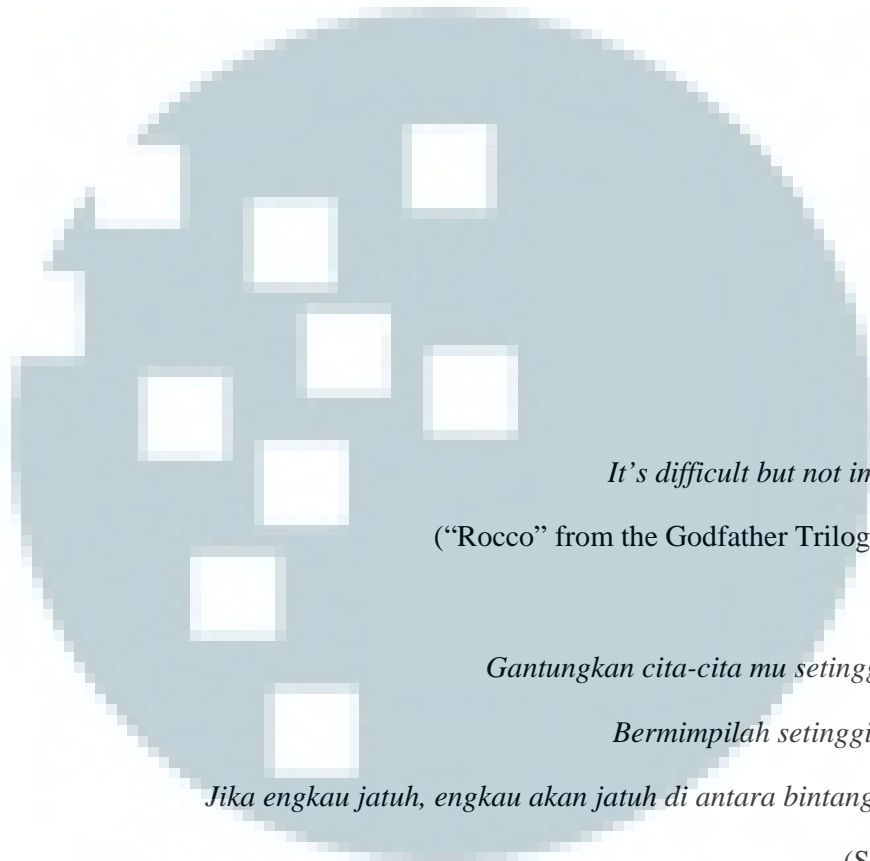 It’s difficult but not im
(“Rocco” from the Godfather Trilog
Gantungkan cita-cita mu setingg
Bermimpilah setinggi
Jika engkau jatuh, engkau akan jatuh di antara bintang
(S